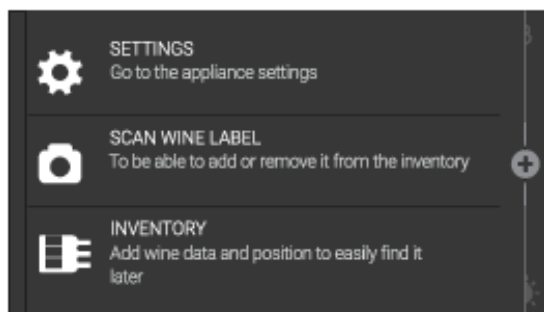 SETTINGS
Go to the appliance settings
SCAN WINE LABEL
To be able to add or remove it from the inventory
INVENTORY
Add wine data and position to easily find it
later